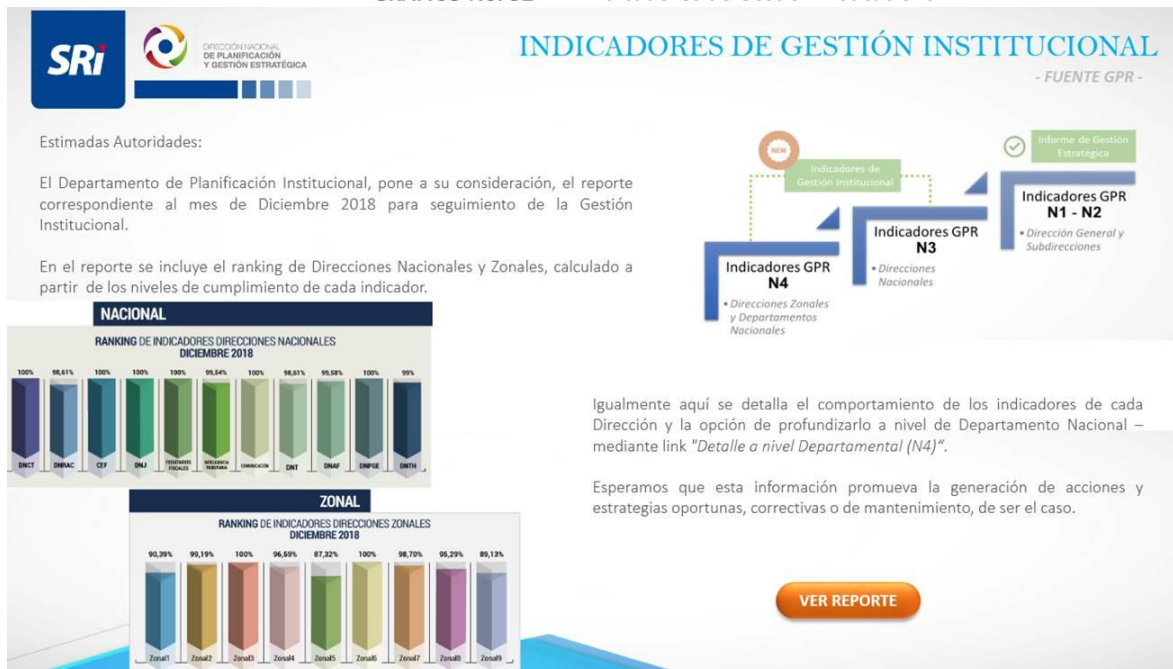 SRi
DIRECCIÓN NACIONAL
DE PLANIFICACIÓN
Y GESTIÓN ESTRATÉGICA
INDICADORES DE GESTIÓN INSTITUCIONAL
- FUENTE GPR -
Estimadas Autoridades:
El Departamento de Planificación Institucional, pone a su consideración, el reporte
correspondiente al mes de Diciembre 2018 para seguimiento de la Gestión
Institucional.
En el reporte se incluye el ranking de Direcciones Nacionales y Zonales, calculado a
partir de los niveles de cumplimiento de cada indicador.
NEW
Indicadores de
Gestión Institucional
Informe de Gestión
Estratégica
Indicadores GPR
N1 - N2
• Dirección General y
Subdirecciones
Indicadores GPR
N3
• Direcciones
Nacionales
Indicadores GPR
N4
• Direcciones Zonales
y Departamentos
Nacionales
NACIONAL
RANKING DE INDICADORES DIRECCIONES NACIONALES
DICIEMBRE 2018
100% 98,61% 100% 100% 100% 99,54% 100% 98,61% 99,58% 100% 99%
DNCT DNRAC CEF DNJ FEDATARIOS FISCALES INTELIGENCIA TRIBUTARIA COMUNICACIÓN DNT DNAF DNPGE DNTH
ZONAL
RANKING DE INDICADORES DIRECCIONES ZONALES
DICIEMBRE 2018
90,39% 99,19% 100% 96,59% 87,32% 100% 98,70% 95,29% 89,13%
Zonal1 Zonal2 Zonal3 Zonal4 Zonal5 Zonal6 Zonal7 Zonal8 Zonal9
Igualmente aquí se detalla el comportamiento de los indicadores de cada
Dirección y la opción de profundizarlo a nivel de Departamento Nacional –
mediante link "Detalle a nivel Departamental (N4)“.
Esperamos que esta información promueva la generación de acciones y
estrategias oportunas, correctivas o de mantenimiento, de ser el caso.
VER REPORTE